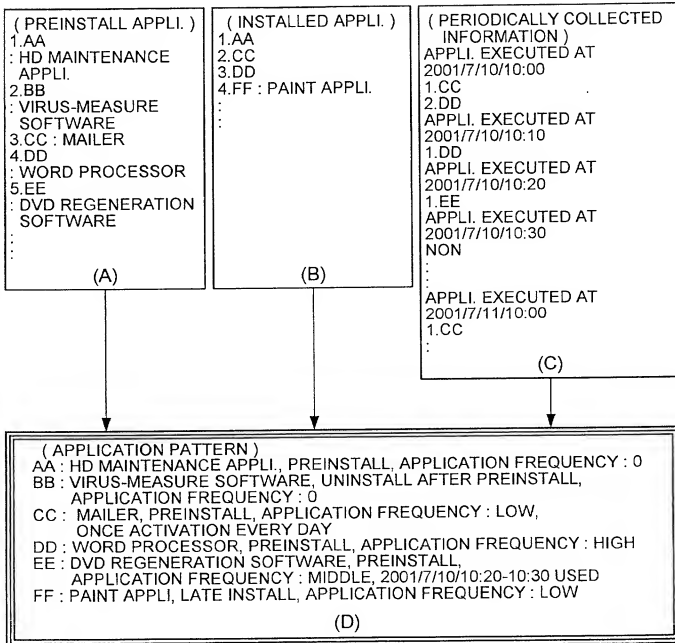 ( PREINSTALL APPLI. )
1.AA
: HD MAINTENANCE
APPLI.
2.BB
: VIRUS-MEASURE
SOFTWARE
3.CC : MAILER
4.DD
: WORD PROCESSOR
5.EE
: DVD REGENERATION
SOFTWARE
:
:
(A)
( INSTALLED APPLI. )
1.AA
2.CC
3.DD
4.FF : PAINT APPLI.
:
:
(B)
( PERIODICALLY COLLECTED
INFORMATION )
APPLI. EXECUTED AT
2001/7/10/10:00
1.CC
2.DD
APPLI. EXECUTED AT
2001/7/10/10:10
1.DD
APPLI. EXECUTED AT
2001/7/10/10:20
1.EE
APPLI. EXECUTED AT
2001/7/10/10:30
NON
:
:
APPLI. EXECUTED AT
2001/7/11/10:00
1.CC
:
(C)
( APPLICATION PATTERN )
AA : HD MAINTENANCE APPLI., PREINSTALL, APPLICATION FREQUENCY : 0
BB : VIRUS-MEASURE SOFTWARE, UNINSTALL AFTER PREINSTALL,
APPLICATION FREQUENCY : 0
CC : MAILER, PREINSTALL, APPLICATION FREQUENCY : LOW,
ONCE ACTIVATION EVERY DAY
DD : WORD PROCESSOR, PREINSTALL, APPLICATION FREQUENCY : HIGH
EE : DVD REGENERATION SOFTWARE, PREINSTALL,
APPLICATION FREQUENCY : MIDDLE, 2001/7/10/10:20-10:30 USED
FF : PAINT APPLI, LATE INSTALL, APPLICATION FREQUENCY : LOW
(D)